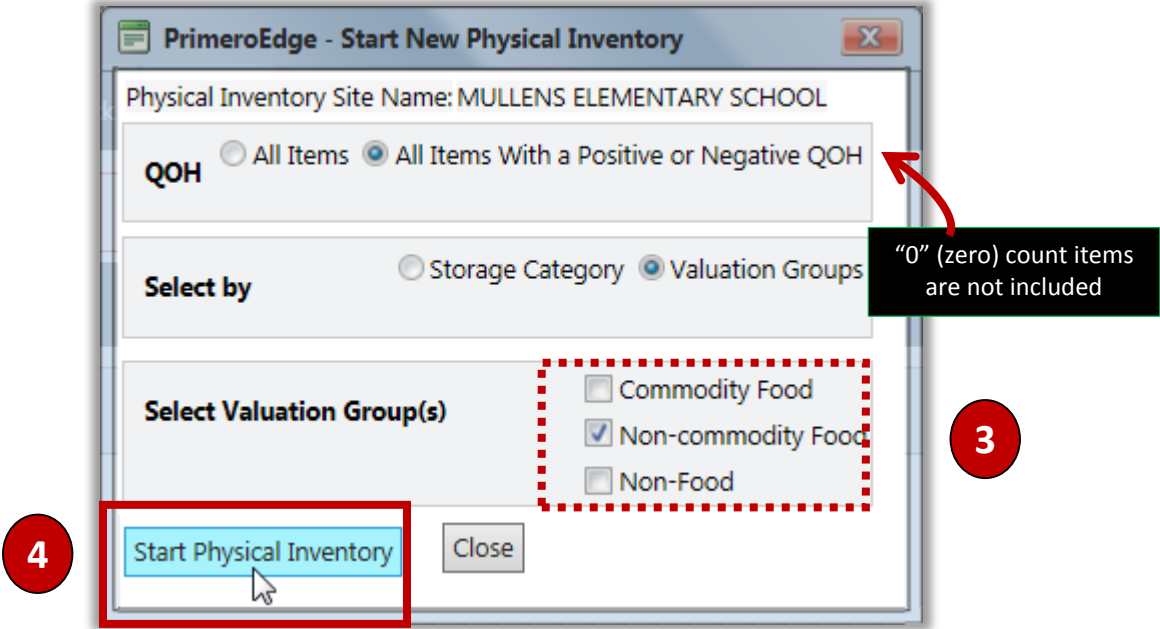 PrimeroEdge - Start New Physical Inventory
Physical Inventory Site Name: MULLENS ELEMENTARY SCHOOL
QOH
All Items
All Items With a Positive or Negative QOH
"0" (zero) count items
are not included
Select by
Storage Category
Valuation Groups
Select Valuation Group(s)
Commodity Food
Non-commodity Food
Non-Food
3
4
Start Physical Inventory
Close